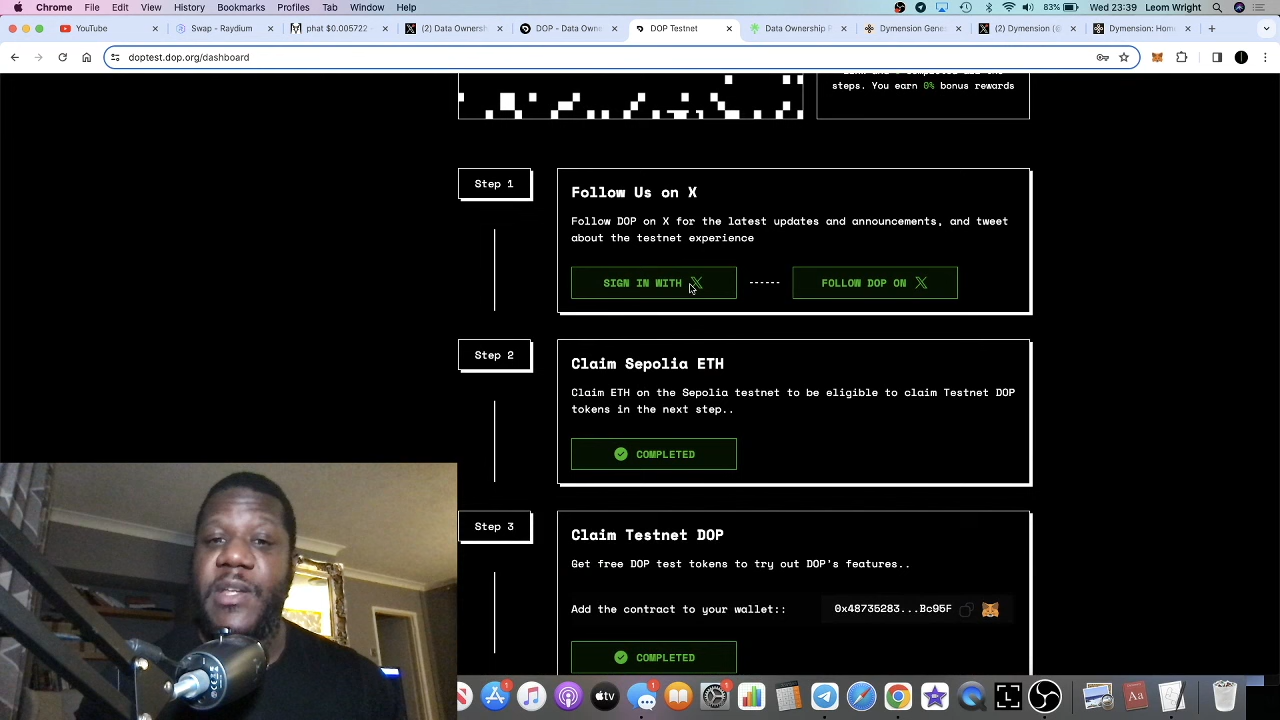 Chrome File Edit View History Bookmarks Profiles Tab Window Help
83% Wed 23:39 Leom Wright
YouTube
Swap - Raydium
phat $0.005722 ·
(2) Data Ownersh
DOP - Data Owne
DOP Testnet
Data Ownership P
Dymension Gene
(2) Dymension (@
Dymension: Hom
doptest.dop.org/dashboard
steps. You earn 0% bonus rewards
Step 1
Follow Us on X
Follow DOP on X for the latest updates and announcements, and tweet
about the testnet experience
SIGN IN WITH X ------ FOLLOW DOP ON X
Step 2
Claim Sepolia ETH
Claim ETH on the Sepolia testnet to be eligible to claim Testnet DOP
tokens in the next step..
COMPLETED
Step 3
Claim Testnet DOP
Get free DOP test tokens to try out DOP's features..
Add the contract to your wallet:: 0x48735283...Bc95F
COMPLETED